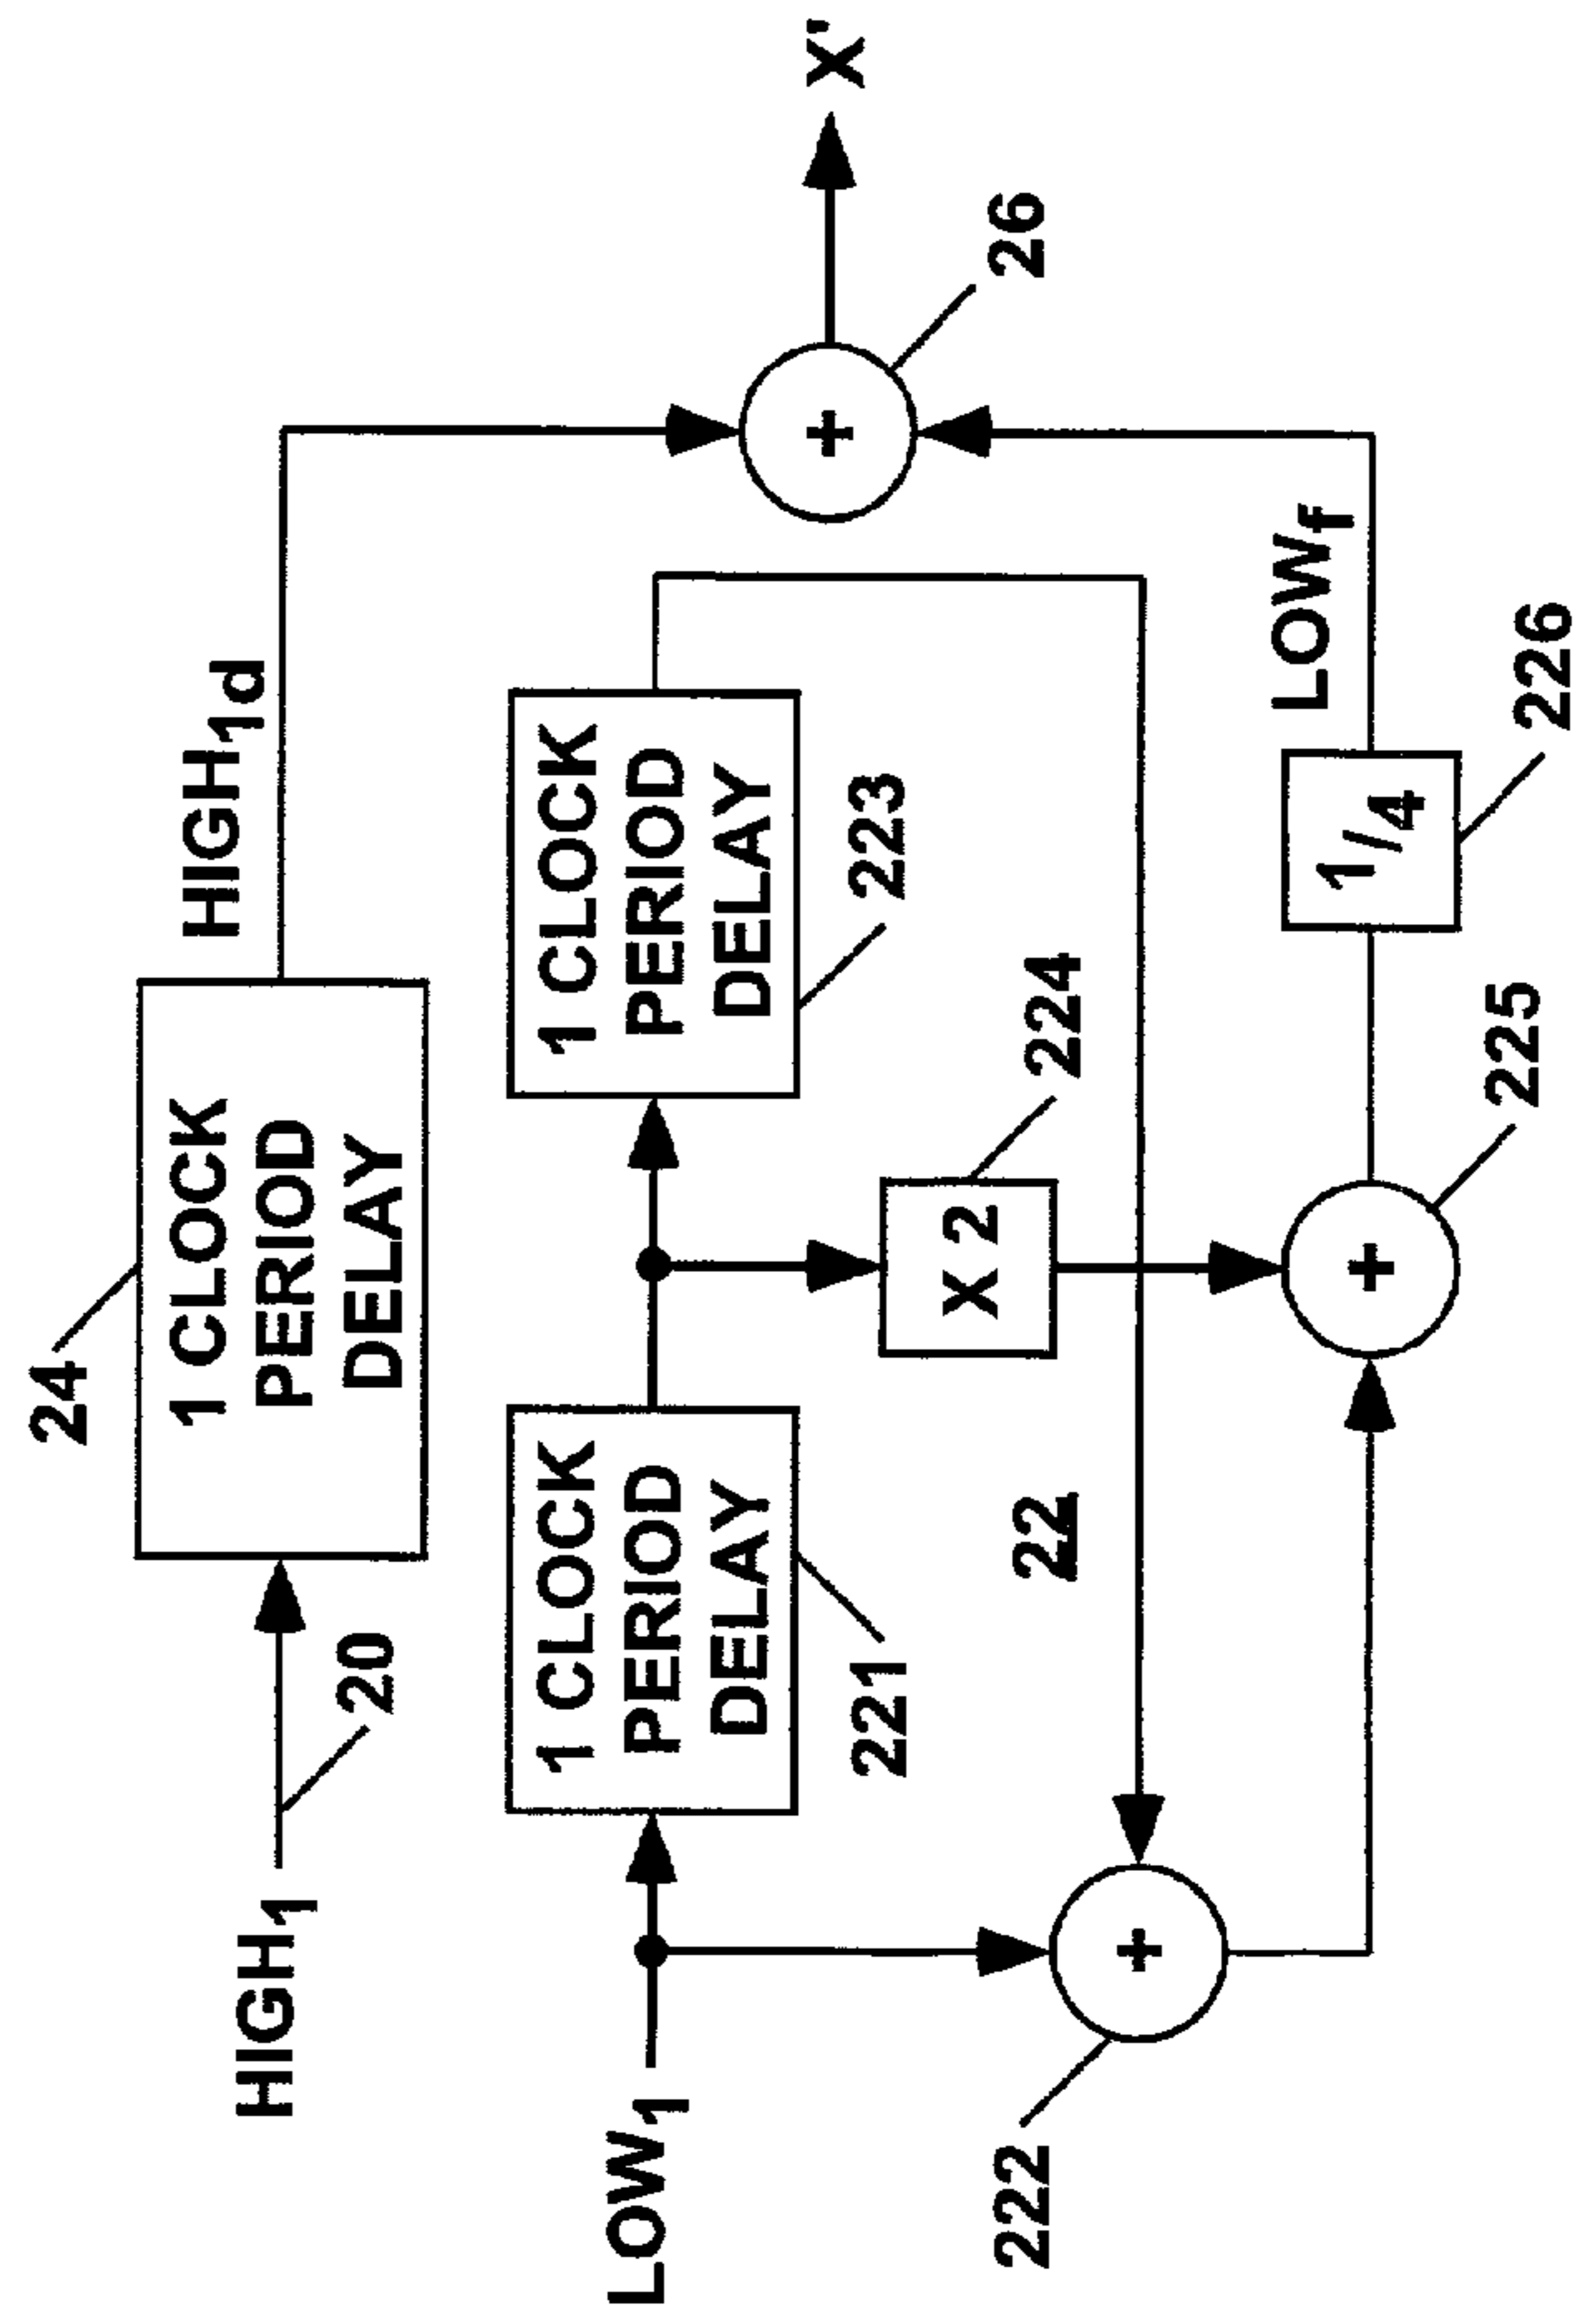 24
HIGH1
20
1 CLOCK
PERIOD
DELAY
HIGH1d
LOW1
1 CLOCK
PERIOD
DELAY
221
1 CLOCK
PERIOD
DELAY
223
X 2
224
22
222
+
+
225
1/4
226
LOWf
+
26
X'